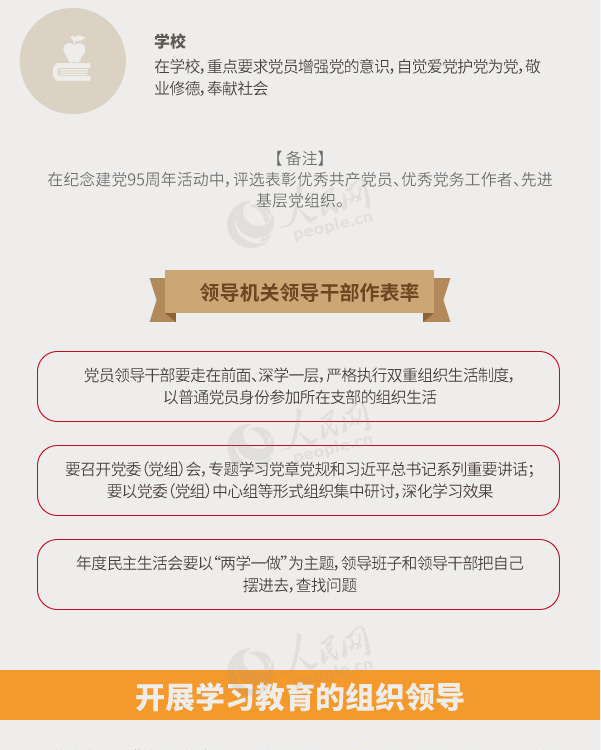 学校
在学校，重点要求党员增强党的意识，自觉爱党护党为党，敬
业修德，奉献社会
【备注】
在纪念建党95周年活动中，评选表彰优秀共产党员、优秀党务工作者、先进
基层党组织。
人民网
people.cn
领导机关领导干部作表率
党员领导干部要走在前面、深学一层，严格执行双重组织生活制度，
以普通党员身份参加所在支部的组织生活
人民网
people.cn
要召开党委（党组）会，专题学习党章党规和习近平总书记系列重要讲话；
要以党委（党组）中心组等形式组织集中研讨，深化学习效果
年度民主生活会要以“两学一做”为主题，领导班子和领导干部把自己
摆进去，查找问题
人民网
people.cn
开展学习教育的组织领导